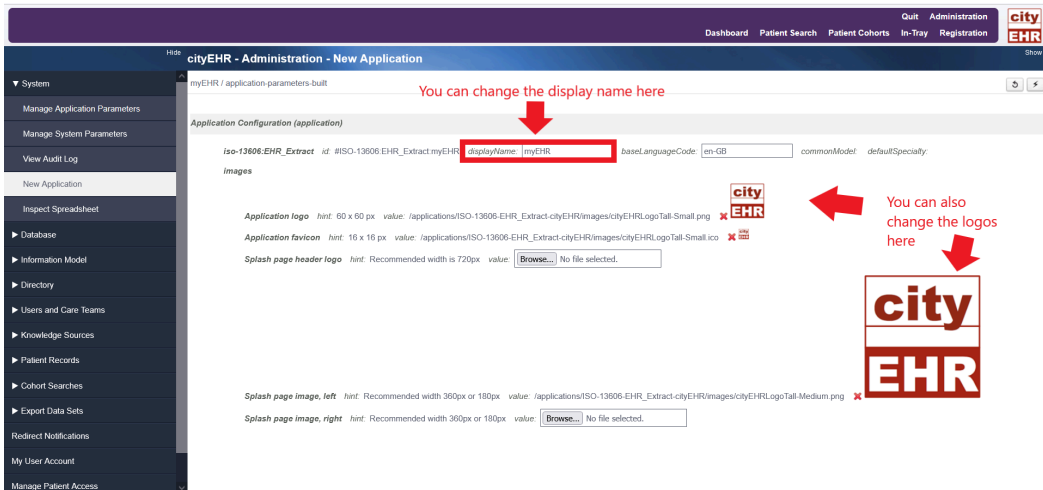 Quit Administration
Dashboard Patient Search Patient Cohorts In-Tray Registration
city
EHR
Hide
cityEHR - Administration - New Application
Show
▼ System
Manage Application Parameters
Manage System Parameters
View Audit Log
New Application
Inspect Spreadsheet
► Database
► Information Model
► Directory
► Users and Care Teams
► Knowledge Sources
► Patient Records
► Cohort Searches
► Export Data Sets
Redirect Notifications
My User Account
Manage Patient Access
myEHR / application-parameters-built
You can change the display name here
Application Configuration (application)
iso-13606:EHR_Extract id: #ISO-13606:EHR_Extract:myEHR displayName: myEHR baseLanguageCode: en-GB commonModel: defaultSpecialty:
images
Application logo hint: 60 x 60 px value: /applications/ISO-13606-EHR_Extract-cityEHR/images/cityEHRLogoTall-Small.png
city
EHR
Application favicon hint: 16 x 16 px value: /applications/ISO-13606-EHR_Extract-cityEHR/images/cityEHRLogoTall-Small.ico
Splash page header logo hint: Recommended width is 720px value: Browse... No file selected.
You can also
change the logos
here
city
EHR
Splash page image, left hint: Recommended width 360px or 180px value: /applications/ISO-13606-EHR_Extract-cityEHR/images/cityEHRLogoTall-Medium.png
Splash page image, right hint: Recommended width 360px or 180px value: Browse... No file selected.